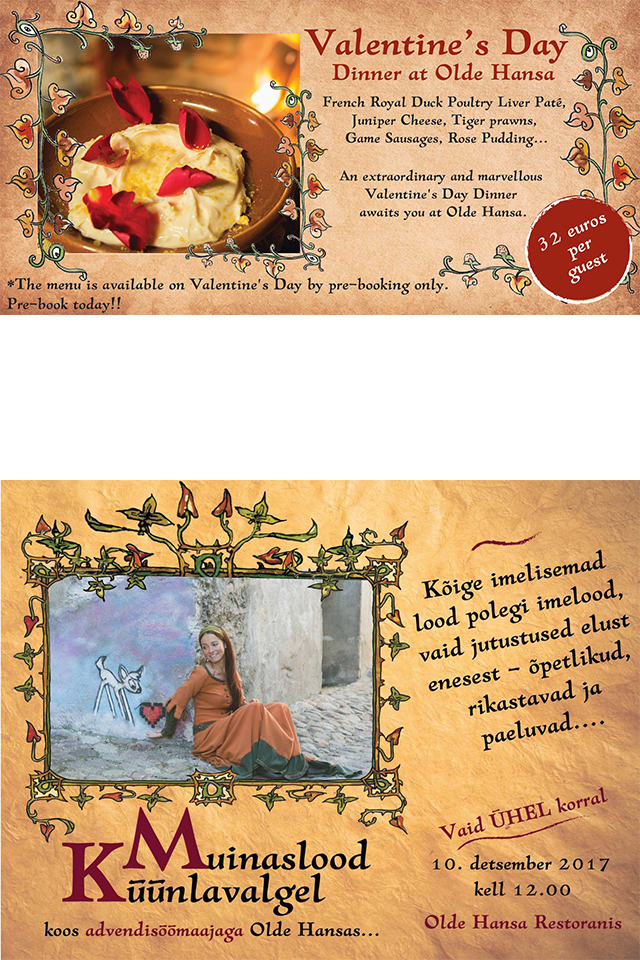 Valentine's Day
Dinner at Olde Hansa
French Royal Duck Poultry Liver Patê,
Juniper Cheese, Tiger prawns,
Game Sausages, Rose Pudding...
An extraordinary and marvellous
Valentine's Day Dinner
awaits you at Olde Hansa.
32 euros
per
guest
*The menu is available on Valentine's Day by pre-booking only.
Pre-book today!!
Kõige imelisemad
lood polegi imelood,
vaid jutustused elust
enesest – õpetlikud,
rikastavad ja
paeluvad....
Muinaslood
Küünlavalgel
koos advendisöömaajaga Olde Hansas...
Vaid ÜHEL korral
10. detsember 2017
kell 12.00
Olde Hansa Restoranis